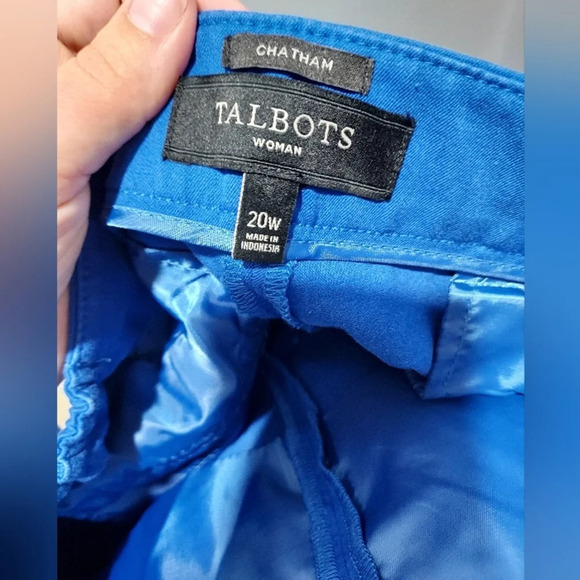 CHATHAM
TALBOTS
WOMAN
20W
MADE IN
INDONESIA